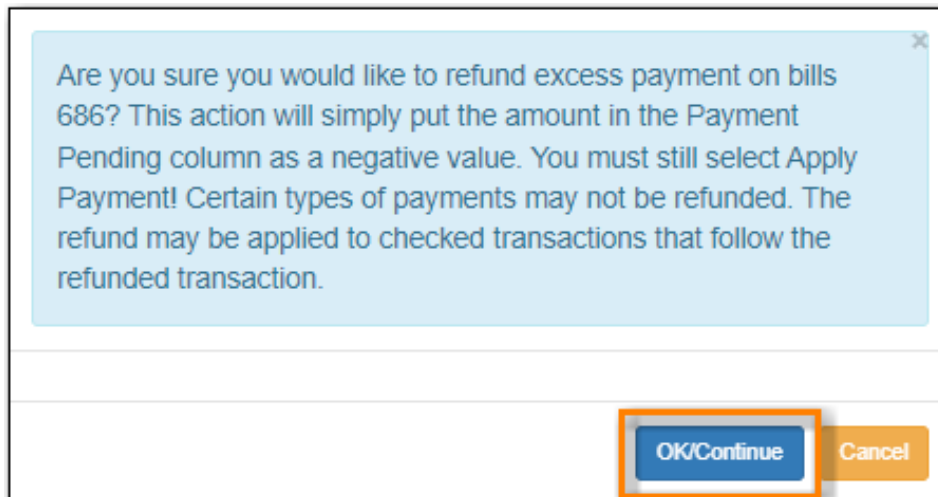 Are you sure you would like to refund excess payment on bills
686? This action will simply put the amount in the Payment
Pending column as a negative value. You must still select Apply
Payment! Certain types of payments may not be refunded. The
refund may be applied to checked transactions that follow the
refunded transaction.
OK/Continue Cancel